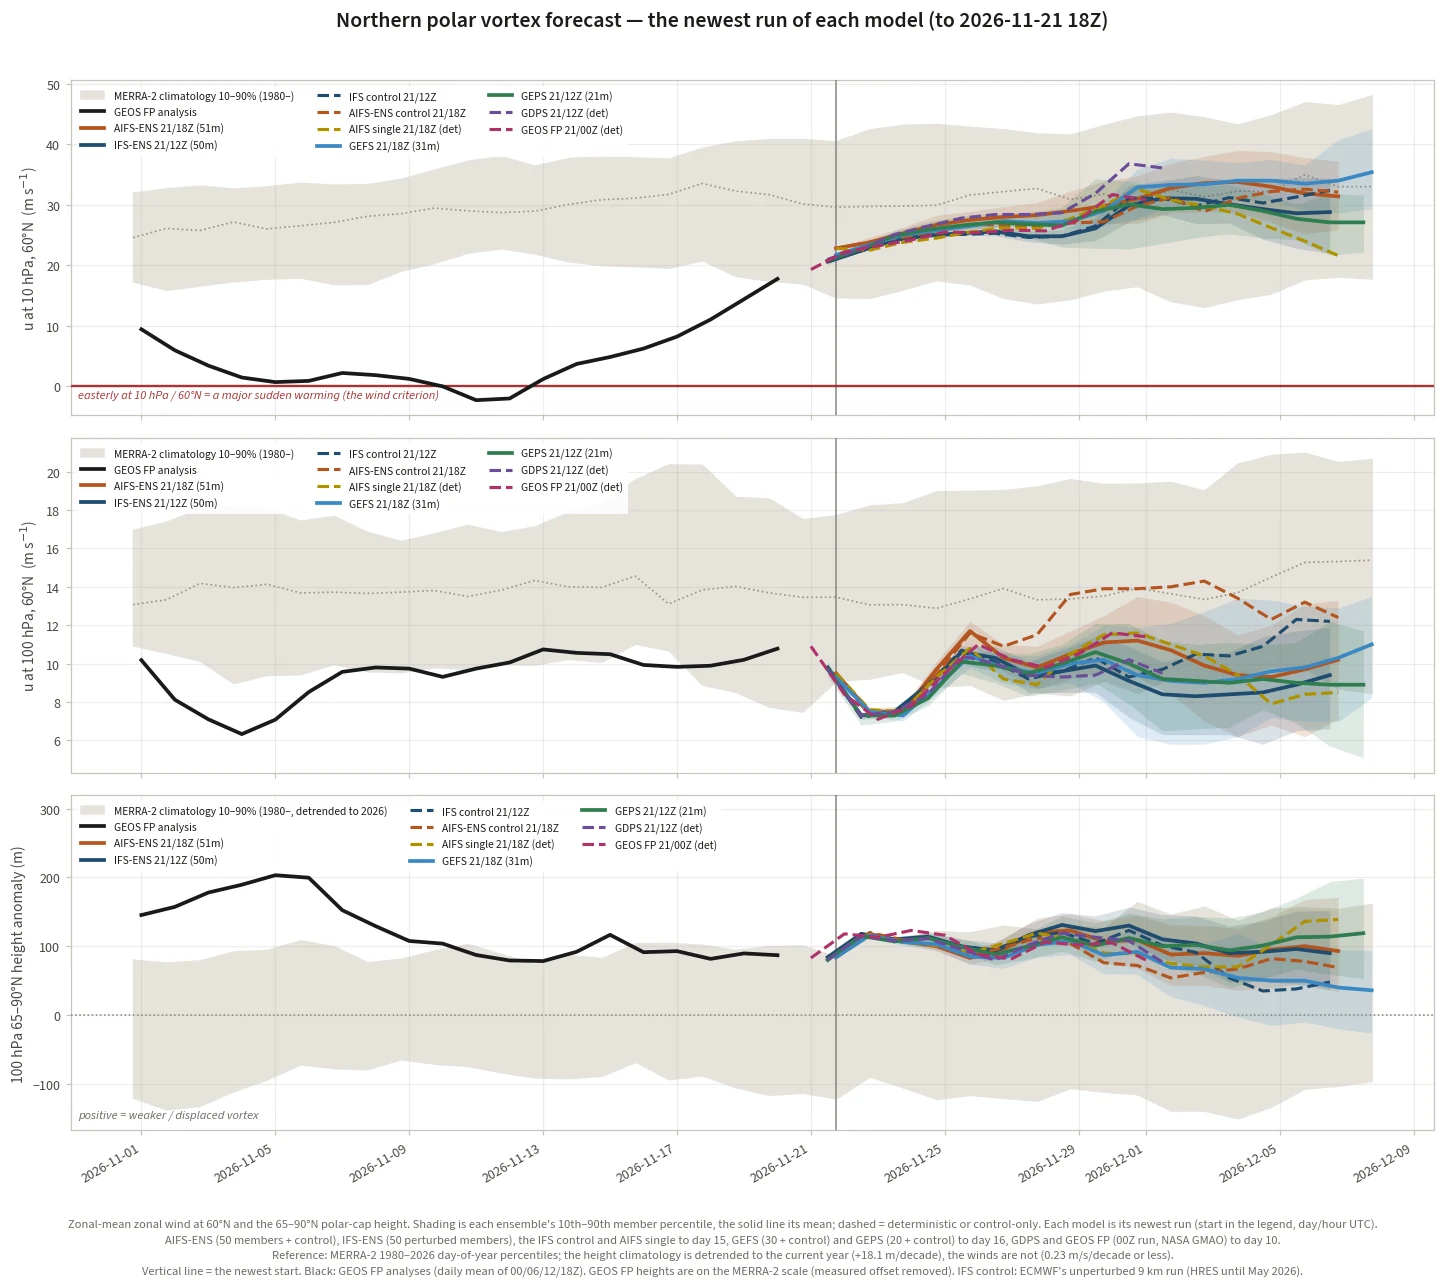 Northern polar vortex forecast — the newest run of each model (to 2026-11-21 18Z)
MERRA-2 climatology 10–90% (1980–)
GEOS FP analysis
AIFS-ENS 21/18Z (51m)
IFS-ENS 21/12Z (50m)
IFS control 21/12Z
AIFS-ENS control 21/18Z
AIFS single 21/18Z (det)
GEFS 21/18Z (31m)
GEPS 21/12Z (21m)
GDPS 21/12Z (det)
GEOS FP 21/00Z (det)
u at 10 hPa, 60°N (m s⁻¹)
50
40
30
20
10
0
easterly at 10 hPa / 60°N = a major sudden warming (the wind criterion)
MERRA-2 climatology 10–90% (1980–)
GEOS FP analysis
AIFS-ENS 21/18Z (51m)
IFS-ENS 21/12Z (50m)
IFS control 21/12Z
AIFS-ENS control 21/18Z
AIFS single 21/18Z (det)
GEFS 21/18Z (31m)
GEPS 21/12Z (21m)
GDPS 21/12Z (det)
GEOS FP 21/00Z (det)
u at 100 hPa, 60°N (m s⁻¹)
20
18
16
14
12
10
8
6
MERRA-2 climatology 10–90% (1980–, detrended to 2026)
GEOS FP analysis
AIFS-ENS 21/18Z (51m)
IFS-ENS 21/12Z (50m)
IFS control 21/12Z
AIFS-ENS control 21/18Z
AIFS single 21/18Z (det)
GEFS 21/18Z (31m)
GEPS 21/12Z (21m)
GDPS 21/12Z (det)
GEOS FP 21/00Z (det)
100 hPa 65–90°N height anomaly (m)
300
200
100
0
−100
positive = weaker / displaced vortex
2026-11-01
2026-11-05
2026-11-09
2026-11-13
2026-11-17
2026-11-21
2026-11-25
2026-11-29
2026-12-01
2026-12-05
2026-12-09
Zonal-mean zonal wind at 60°N and the 65–90°N polar-cap height. Shading is each ensemble's 10th–90th member percentile, the solid line its mean; dashed = deterministic or control-only. Each model is its newest run (start in the legend, day/hour UTC).
AIFS-ENS (50 members + control), IFS-ENS (50 perturbed members), the IFS control and AIFS single to day 15, GEFS (30 + control) and GEPS (20 + control) to day 16, GDPS and GEOS FP (00Z run, NASA GMAO) to day 10.
Reference: MERRA-2 1980–2026 day-of-year percentiles; the height climatology is detrended to the current year (+18.1 m/decade), the winds are not (0.23 m/s/decade or less).
Vertical line = the newest start. Black: GEOS FP analyses (daily mean of 00/06/12/18Z). GEOS FP heights are on the MERRA-2 scale (measured offset removed). IFS control: ECMWF's unperturbed 9 km run (HRES until May 2026).